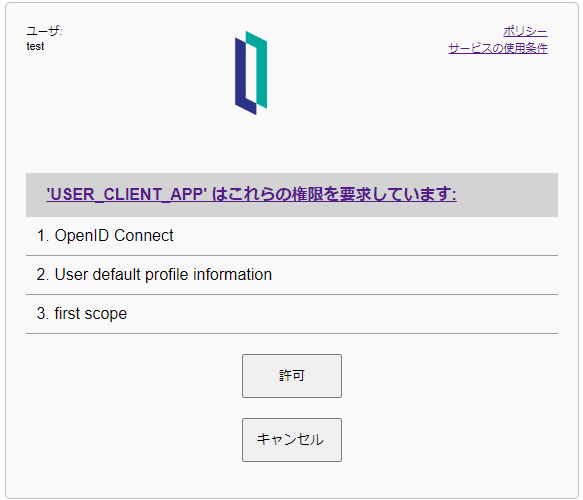 ユーザ:
test
ポリシー
サービスの使用条件
'USER_CLIENT_APP' はこれらの権限を要求しています:
1. OpenID Connect
2. User default profile information
3. first scope
許可
キャンセル